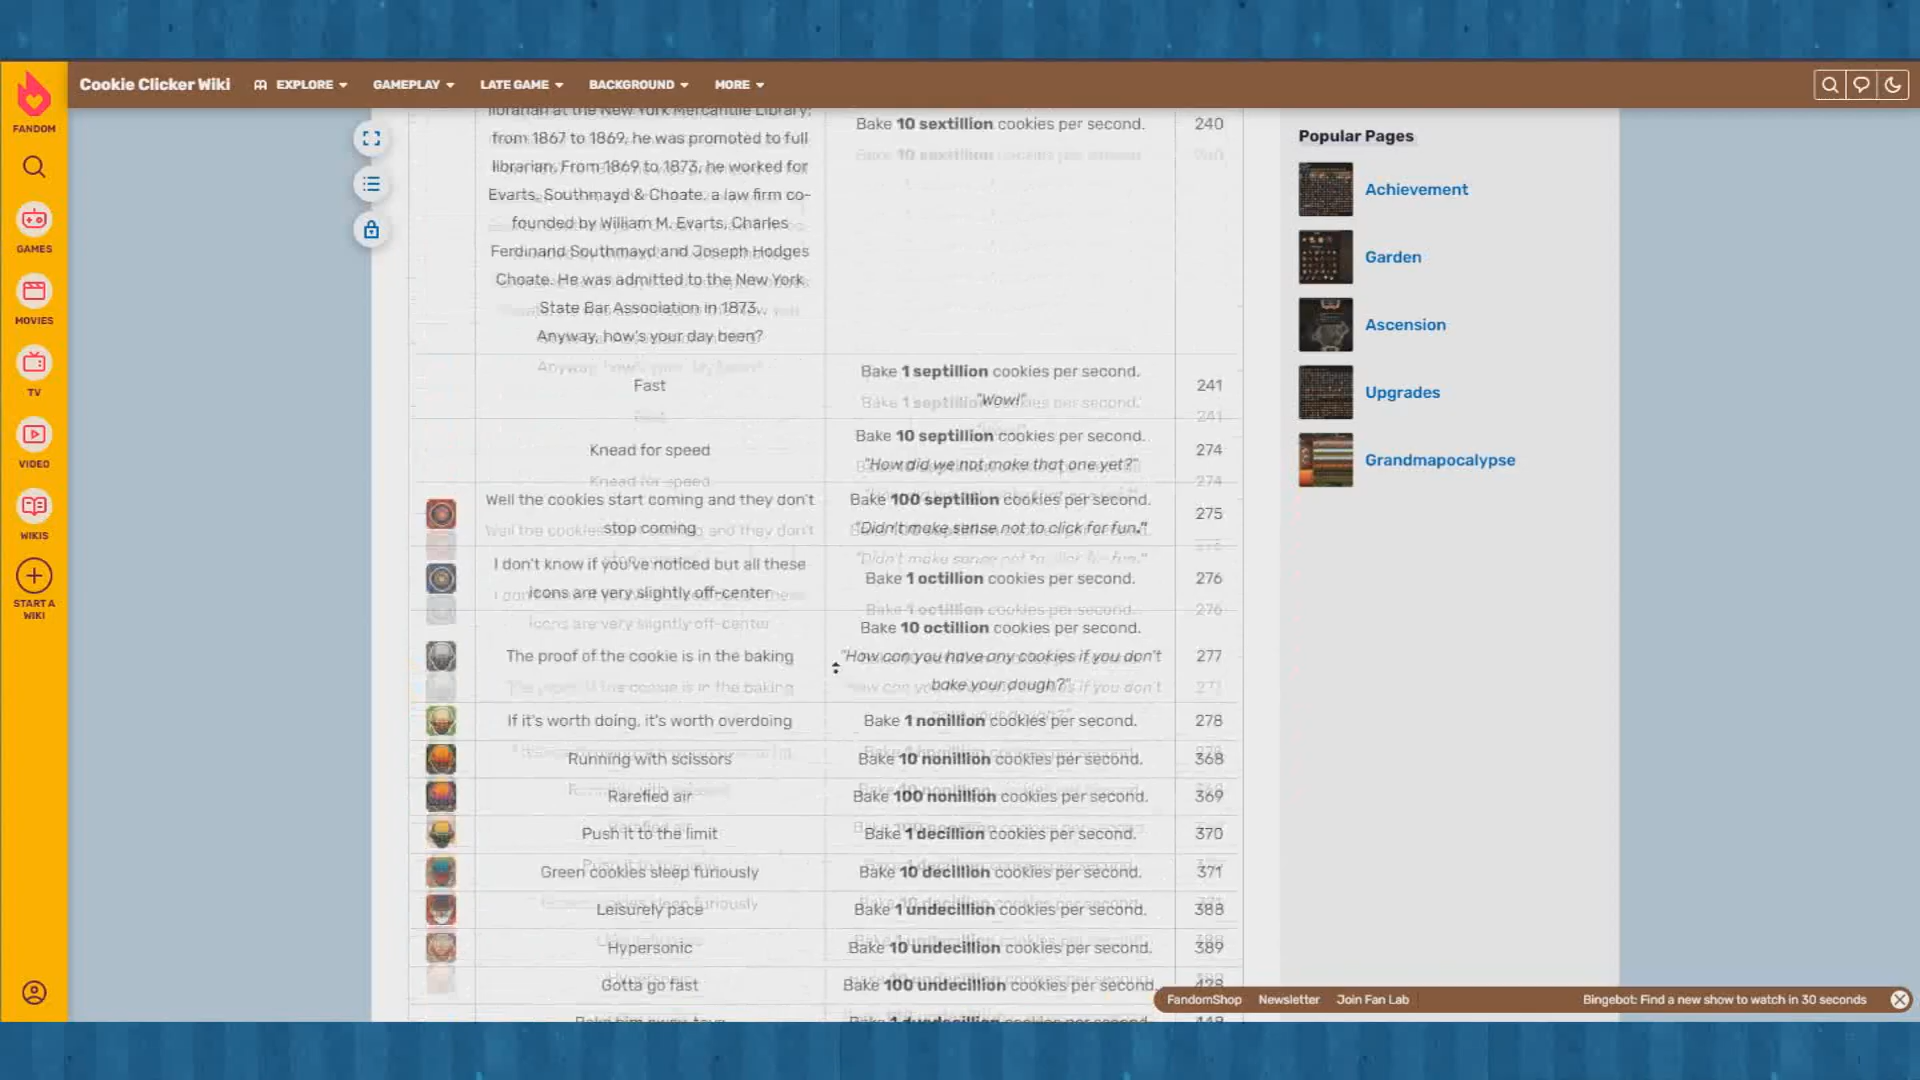 FANDOM
GAMES
MOVIES
TV
VIDEO
WIKIS
START A
WIKI
Cookie Clicker Wiki
EXPLORE
GAMEPLAY
LATE GAME
BACKGROUND
MORE
librarian at the New York Mercantile Library;
from 1867 to 1869, he was promoted to full
librarian. From 1869 to 1873, he worked for
Evarts, Southmayd & Choate, a law firm co-
founded by William M. Evarts, Charles
Ferdinand Southmayd and Joseph Hodges
Choate. He was admitted to the New York
State Bar Association in 1873.
Anyway, how's your day been?
Bake 10 sextillion cookies per second.
240
Fast
Bake 1 septillion cookies per second.
"Wow!"
241
Knead for speed
Bake 10 septillion cookies per second.
"How did we not make that one yet?"
274
Well the cookies start coming and they don't
stop coming
Bake 100 septillion cookies per second.
"Didn't make sense not to click for fun."
275
I don't know if you've noticed but all these
icons are very slightly off-center
Bake 1 octillion cookies per second.
276
The proof of the cookie is in the baking
Bake 10 octillion cookies per second.
"How can you have any cookies if you don't
bake your dough?"
277
If it's worth doing, it's worth overdoing
Bake 1 nonillion cookies per second.
278
Running with scissors
Bake 10 nonillion cookies per second.
368
Rarefied air
Bake 100 nonillion cookies per second.
369
Push it to the limit
Bake 1 decillion cookies per second.
370
Green cookies sleep furiously
Bake 10 decillion cookies per second.
371
Leisurely pace
Bake 1 undecillion cookies per second.
388
Hypersonic
Bake 10 undecillion cookies per second.
389
Gotta go fast
Bake 100 undecillion cookies per second.
Popular Pages
Achievement
Garden
Ascension
Upgrades
Grandmapocalypse
FandomShop
Newsletter
Join Fan Lab
Bingebot: Find a new show to watch in 30 seconds